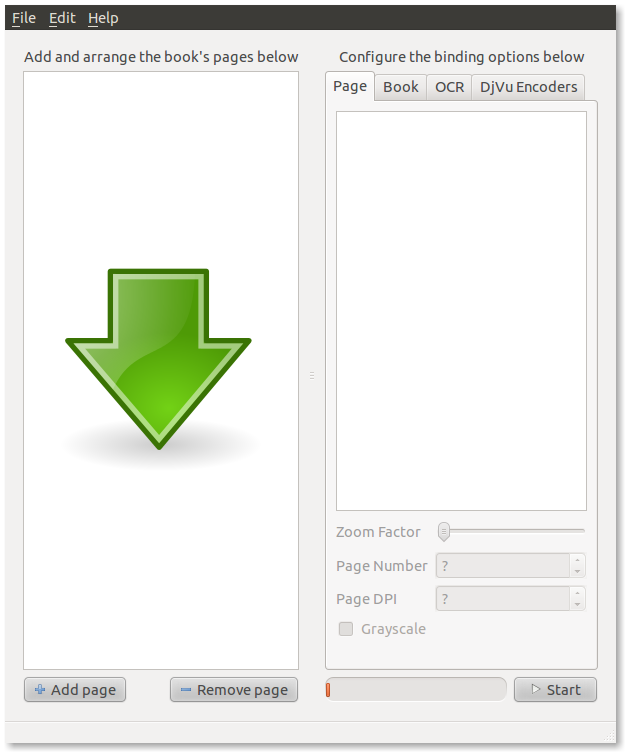 File Edit Help
Add and arrange the book's pages below
Configure the binding options below
Page Book OCR DjVu Encoders
Zoom Factor
Page Number ?
Page DPI ?
Grayscale
Add page Remove page Start